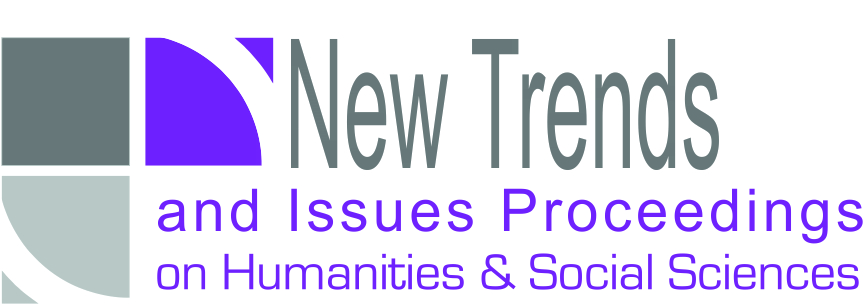 New Trends
and Issues Proceedings
on Humanities & Social Sciences